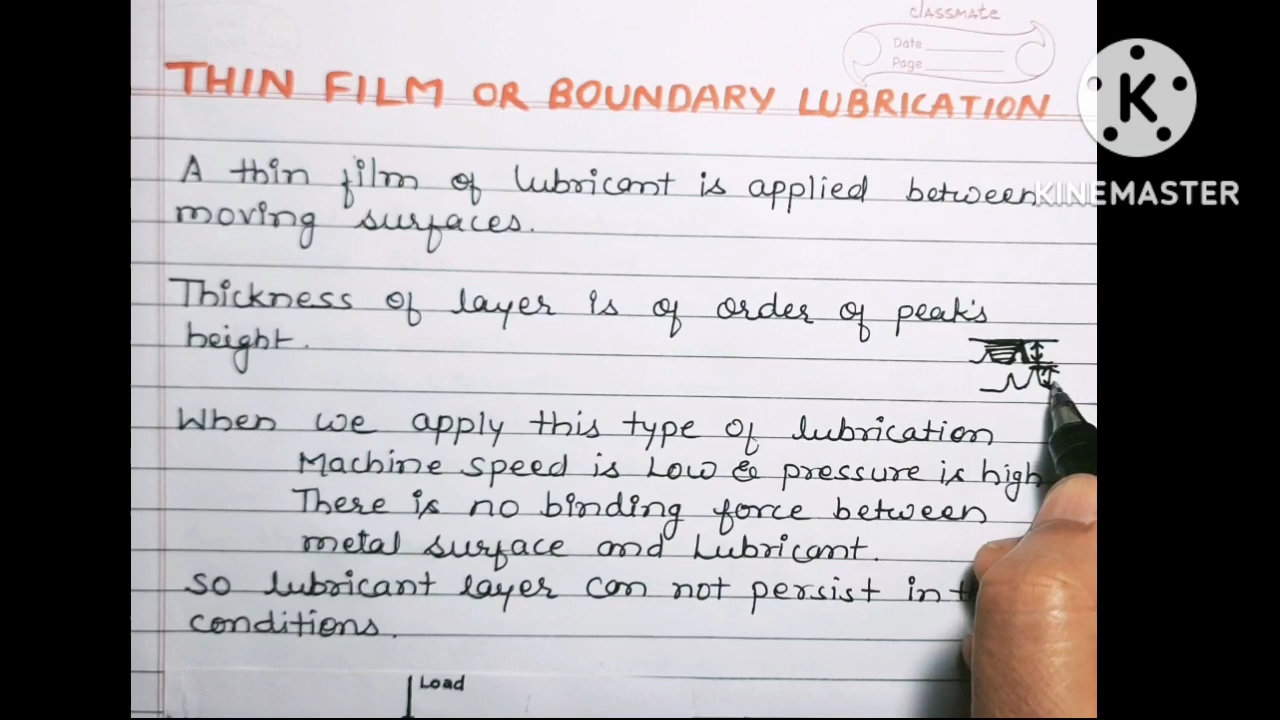 classmate
Date
Page
THIN FILM OR BOUNDARY LUBRICATION
K
KINEMASTER
A thin film of lubricant is applied between
moving surfaces.
Thickness of layer is of order of peak's
height.
When we apply this type of lubrication
Machine speed is Low & pressure is high
There is no binding force between
metal surface and Lubricant.
So lubricant layer can not persist in
conditions.
Load